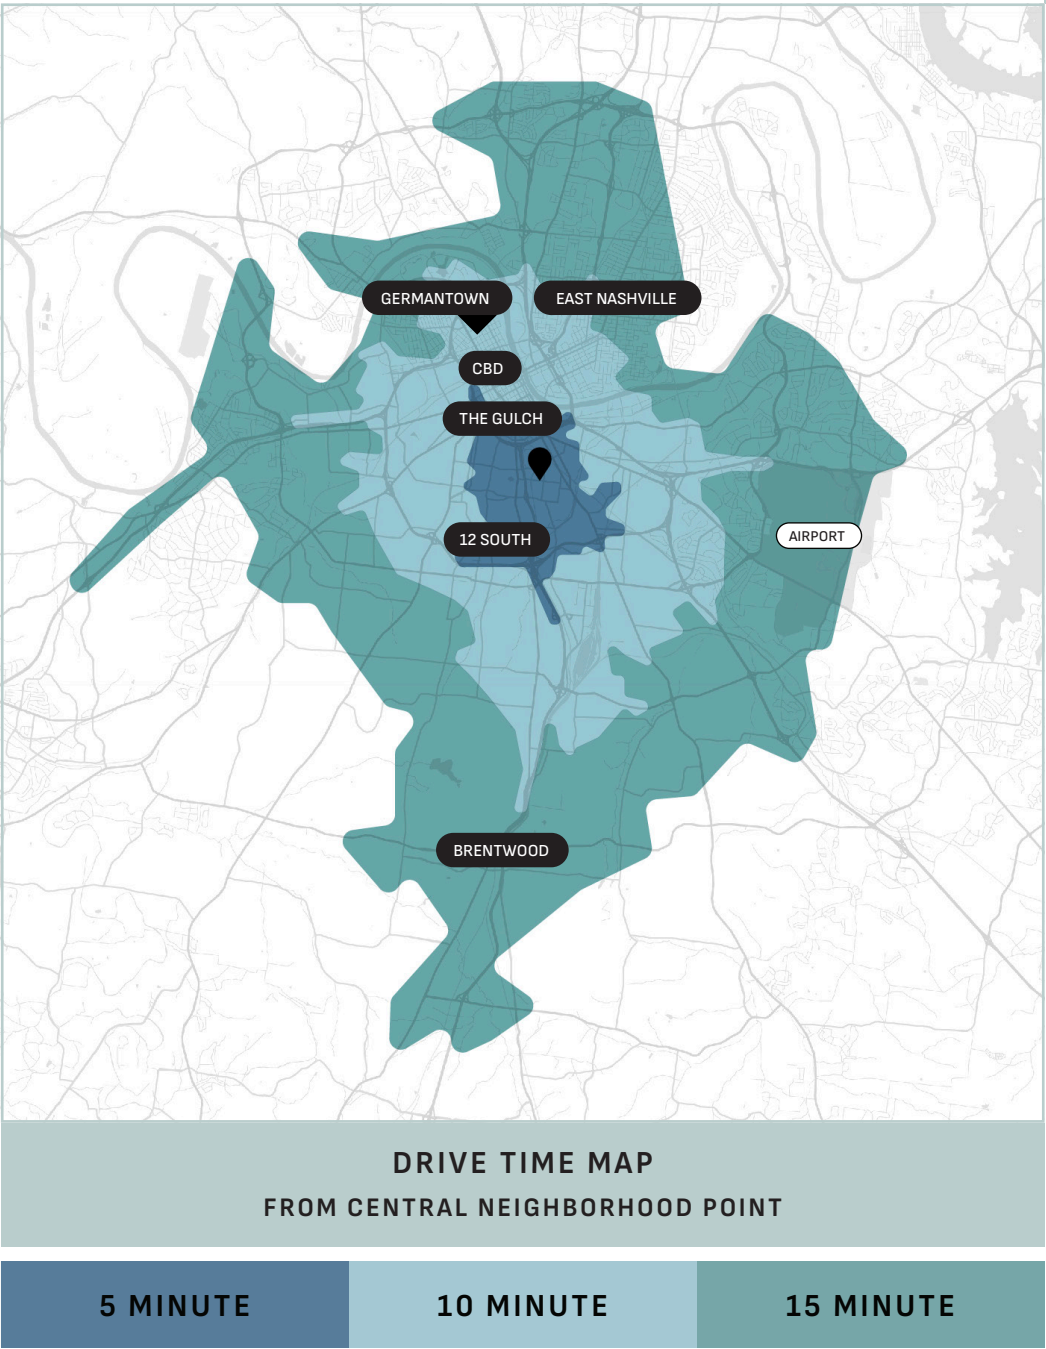 GERMANTOWN
EAST NASHVILLE
CBD
THE GULCH
12 SOUTH
AIRPORT
BRENTWOOD
DRIVE TIME MAP
FROM CENTRAL NEIGHBORHOOD POINT
5 MINUTE
10 MINUTE
15 MINUTE